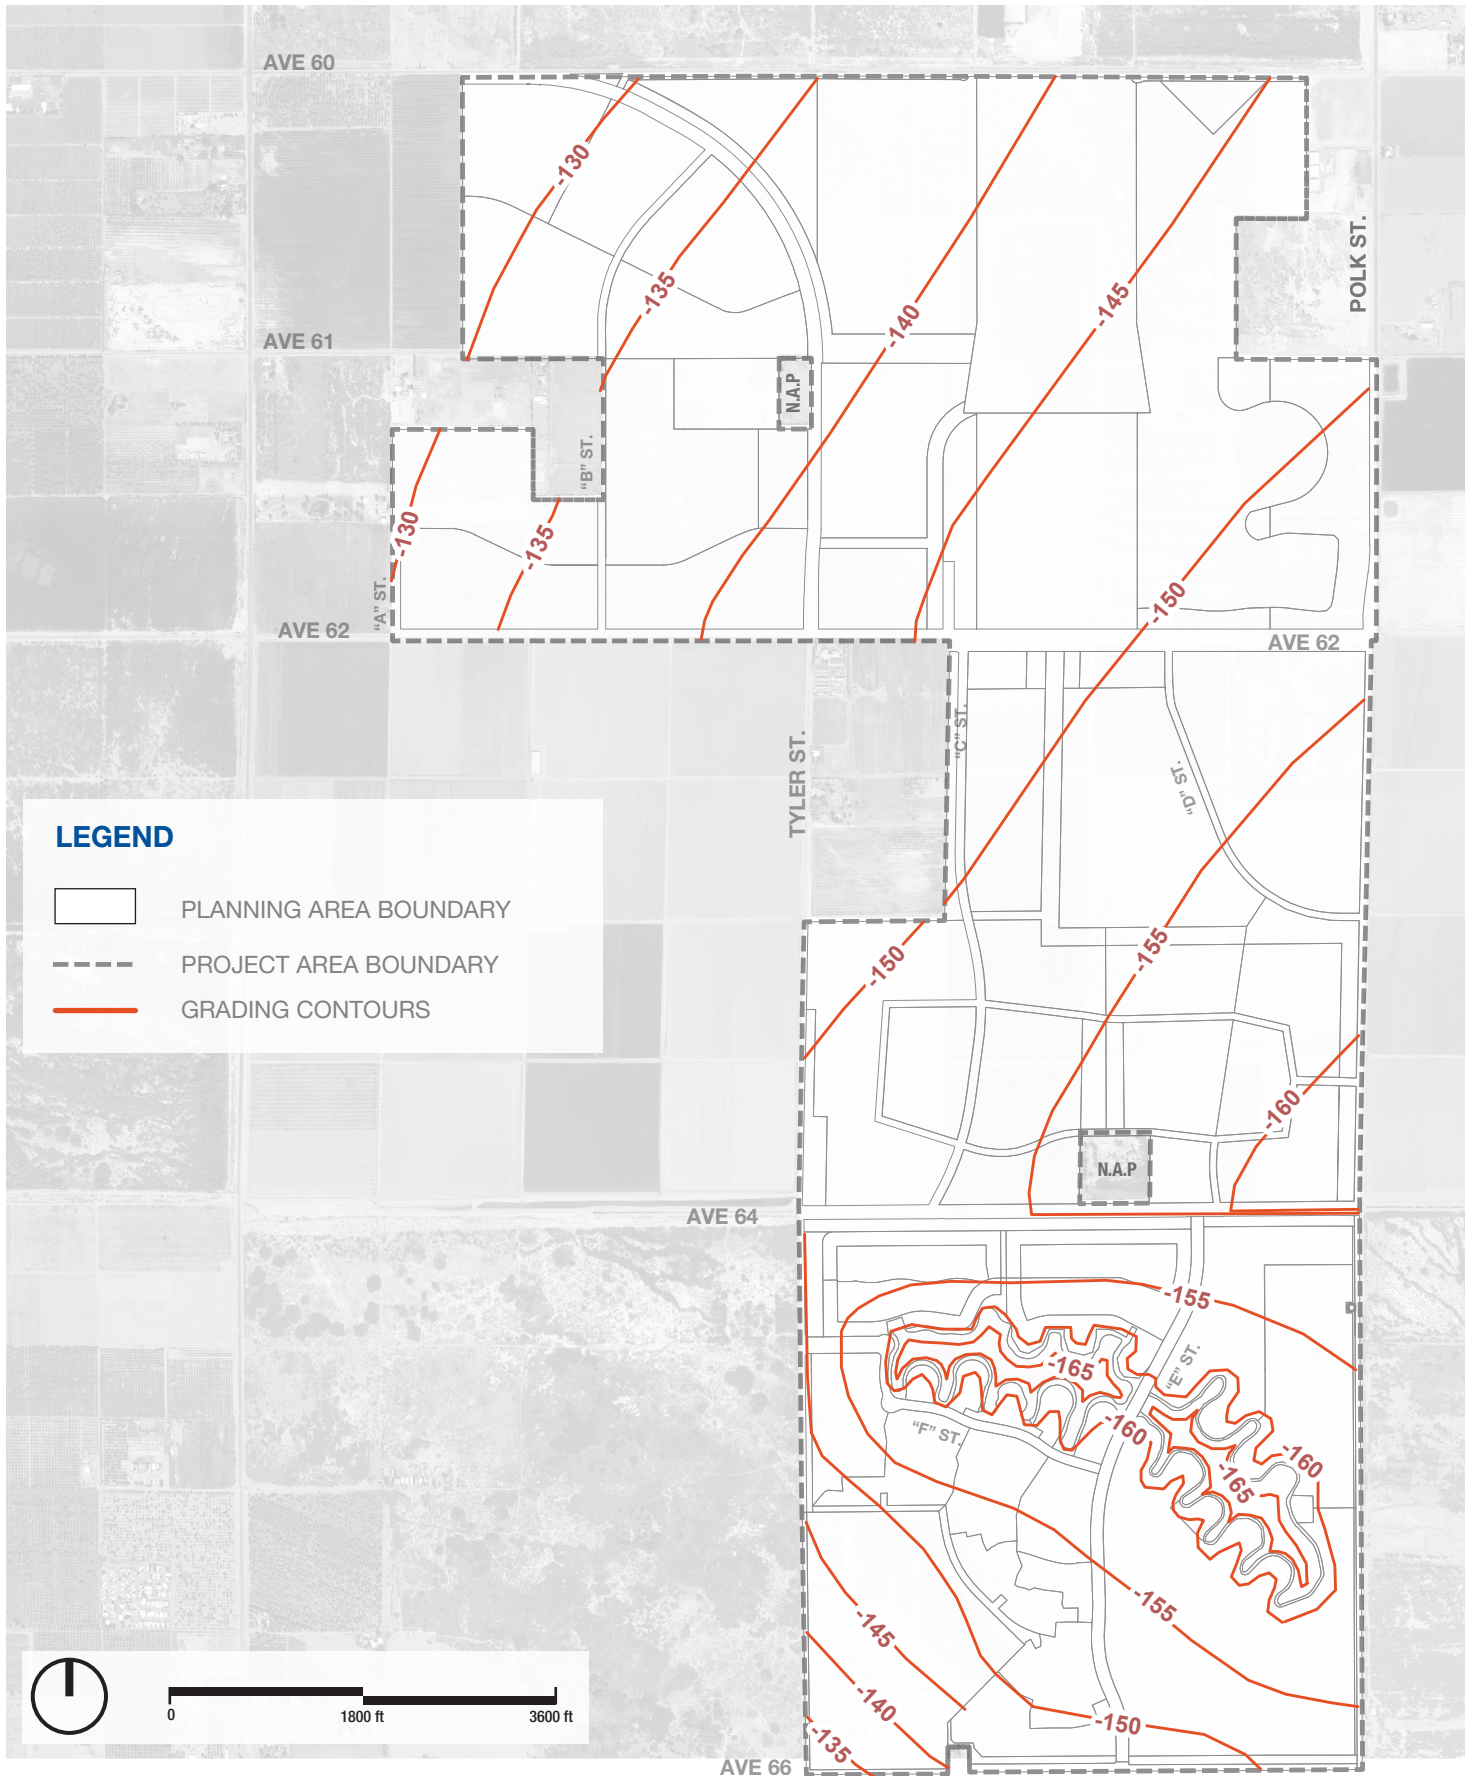 AVE 60
-130
-135
-140
-145
POLK ST.
AVE 61
N.A.P
“B” ST.
-130
-135
“A” ST.
-150
AVE 62
AVE 62
“C” ST.
TYLER ST.
“D” ST.
LEGEND
PLANNING AREA BOUNDARY
PROJECT AREA BOUNDARY
GRADING CONTOURS
-150
-155
-160
N.A.P
AVE 64
-155
-165
“E” ST.
“F” ST.
-160
-160
-165
-155
-145
-140
-150
-135
0
1800 ft
3600 ft
AVE 66